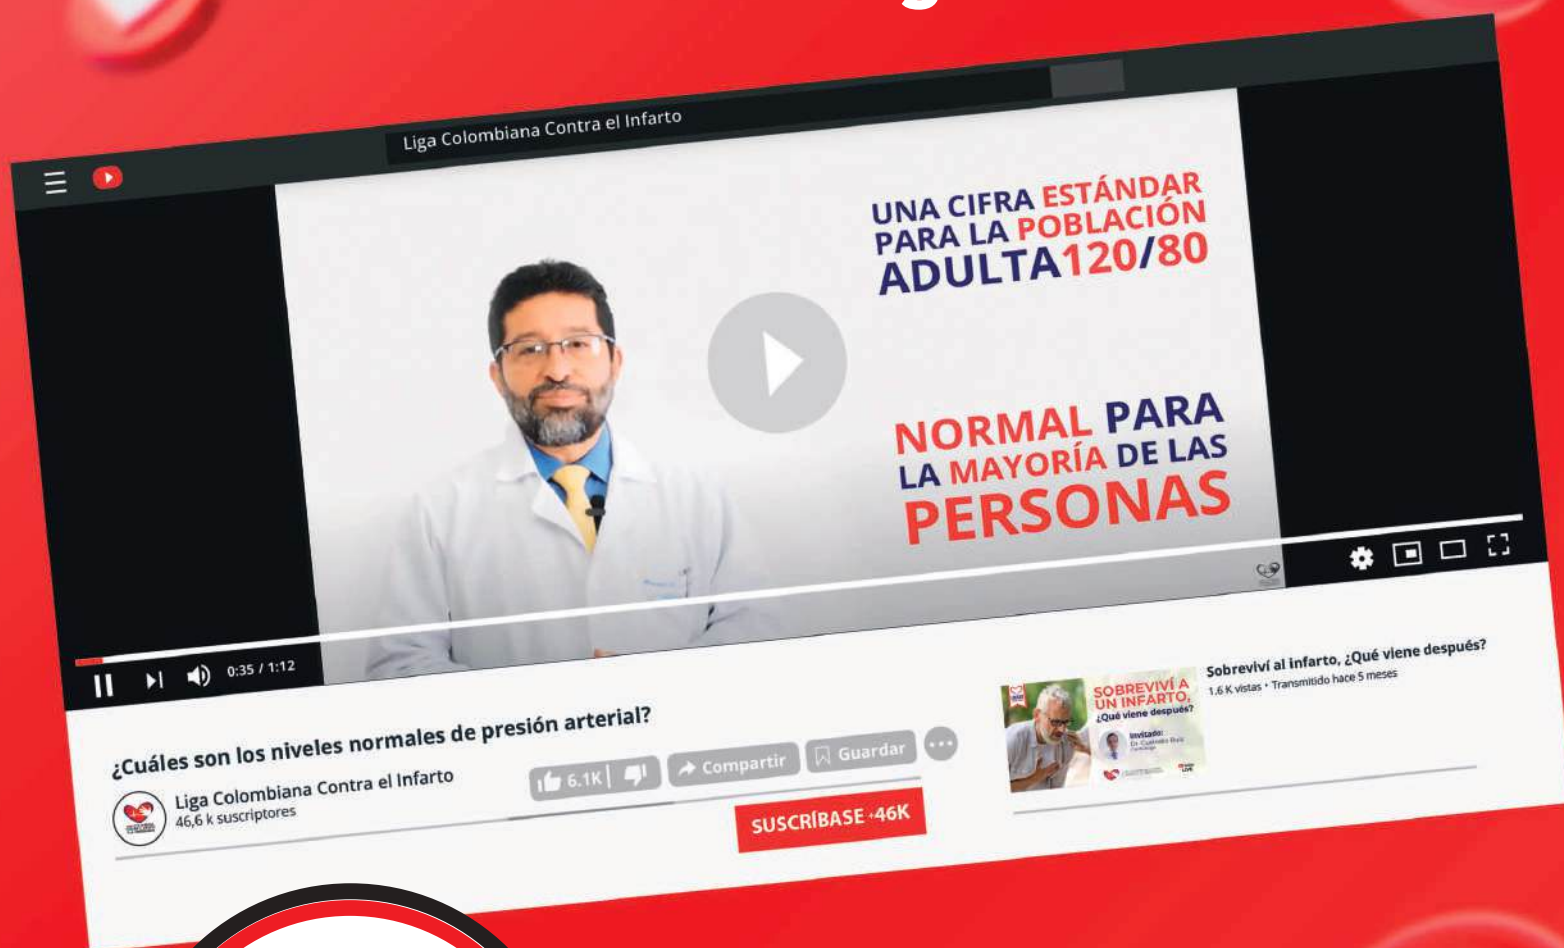 Liga Colombiana Contra el Infarto
UNA CIFRA ESTÁNDAR
PARA LA POBLACIÓN
ADULTA120/80
NORMAL PARA
LA MAYORÍA DE LAS
PERSONAS
0:35 / 1:12
¿Cuáles son los niveles normales de presión arterial?
Liga Colombiana Contra el Infarto
46,6 k suscriptores
6.1K
Compartir
Guardar
SUSCRÍBASE +46K
SOBREVIVÍ A
UN INFARTO,
¿Qué viene después?
Invitado:
LIVE
Sobreviví al infarto, ¿Qué viene después?
1.6 K vistas • Transmitido hace 5 meses